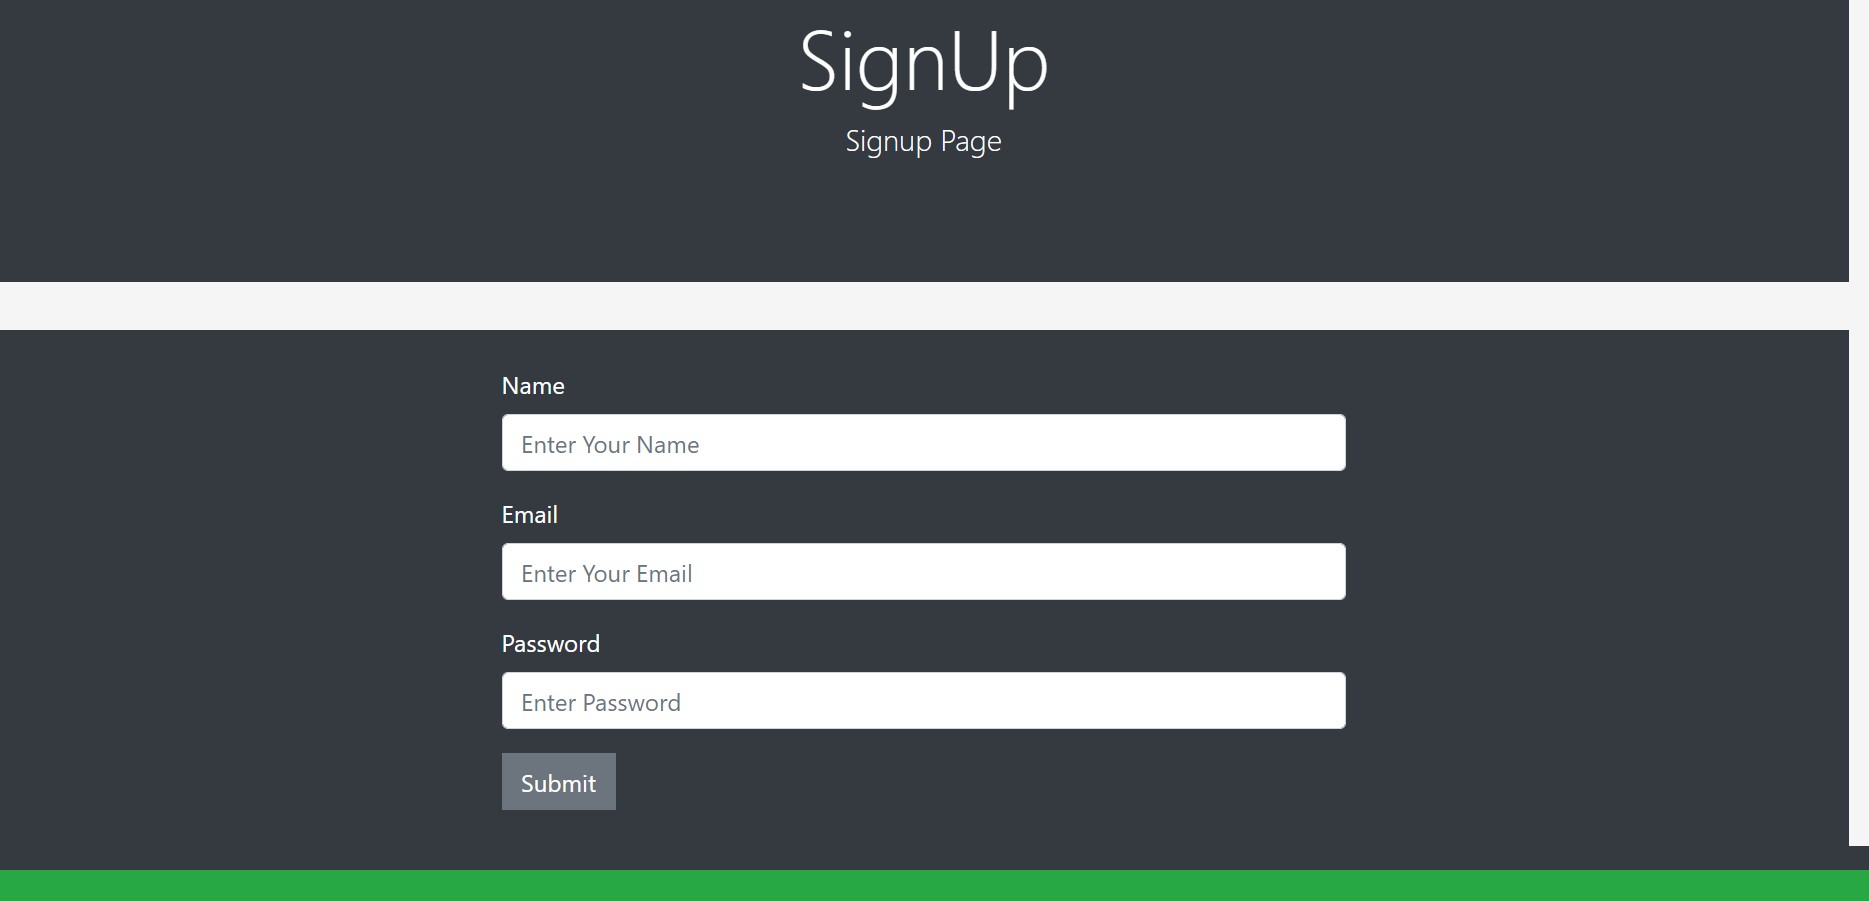 SignUp
Signup Page
Name
Enter Your Name
Email
Enter Your Email
Password
Enter Password
Submit